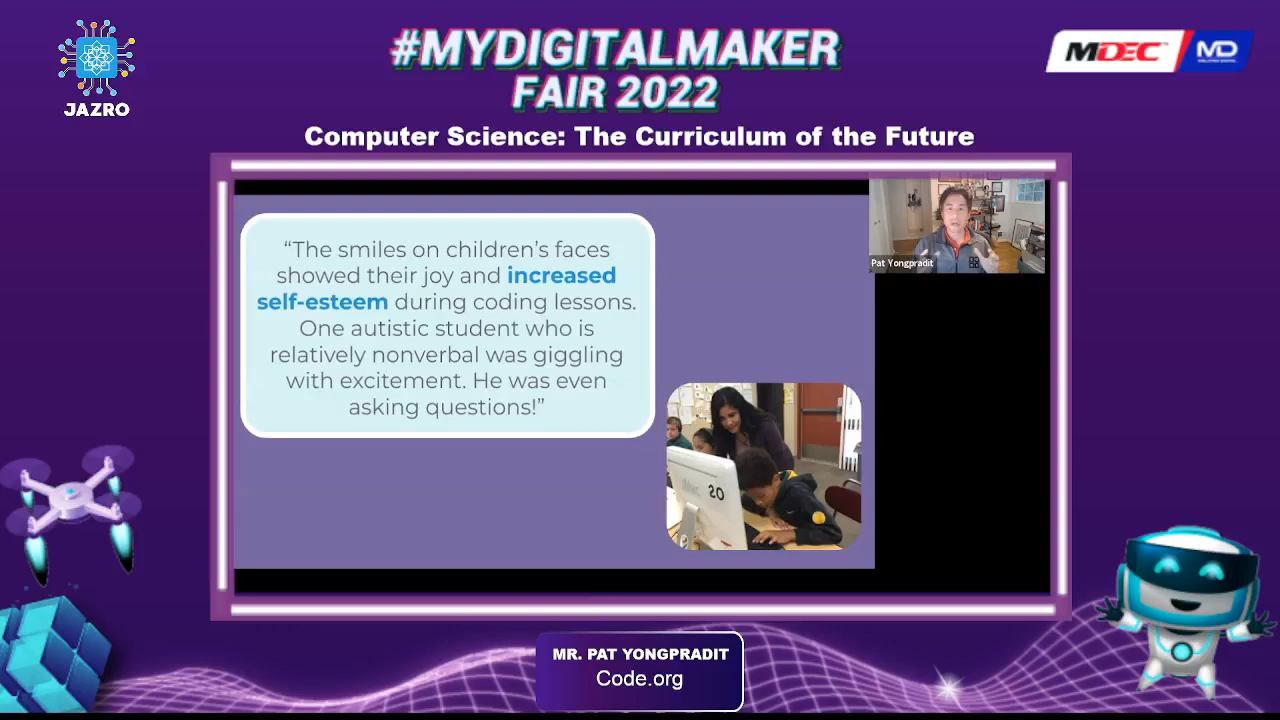 JAZRO
#MYDIGITALMAKER
FAIR 2022
MDEC
MD
Computer Science: The Curriculum of the Future
Pat Yongpradit
“The smiles on children’s faces
showed their joy and increased
self-esteem during coding lessons.
One autistic student who is
relatively nonverbal was giggling
with excitement. He was even
asking questions!”
20
MR. PAT YONGPRADIT
Code.org